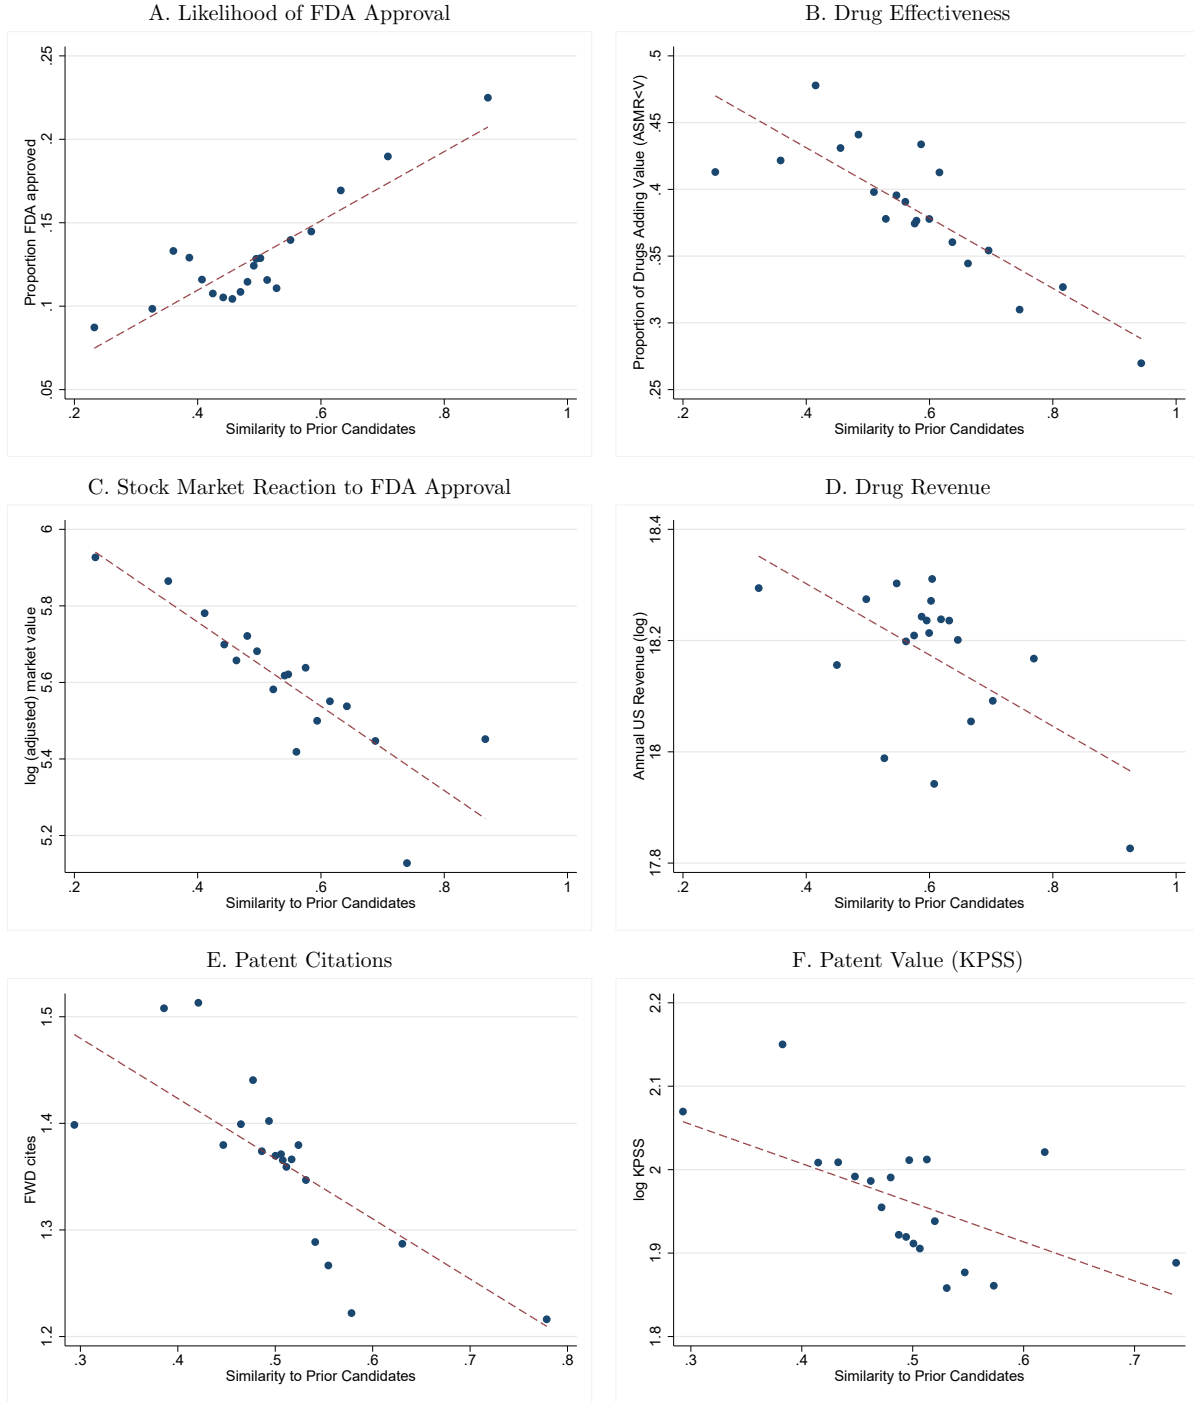 A. Likelihood of FDA Approval
Proportion FDA approved
.25
.2
.15
.1
.05
.2 .4 .6 .8 1
Similarity to Prior Candidates
B. Drug Effectiveness
Proportion of Drugs Adding Value (ASMR<V)
.5
.45
.4
.35
.3
.25
.2 .4 .6 .8 1
Similarity to Prior Candidates
C. Stock Market Reaction to FDA Approval
log (adjusted) market value
6
5.8
5.6
5.4
5.2
.2 .4 .6 .8 1
Similarity to Prior Candidates
D. Drug Revenue
Annual US Revenue (log)
18.4
18.2
18
17.8
.2 .4 .6 .8 1
Similarity to Prior Candidates
E. Patent Citations
FWD cites
1.5
1.4
1.3
1.2
.3 .4 .5 .6 .7 .8
Similarity to Prior Candidates
F. Patent Value (KPSS)
log KPSS
2.2
2.1
2
1.9
1.8
.3 .4 .5 .6 .7
Similarity to Prior Candidates